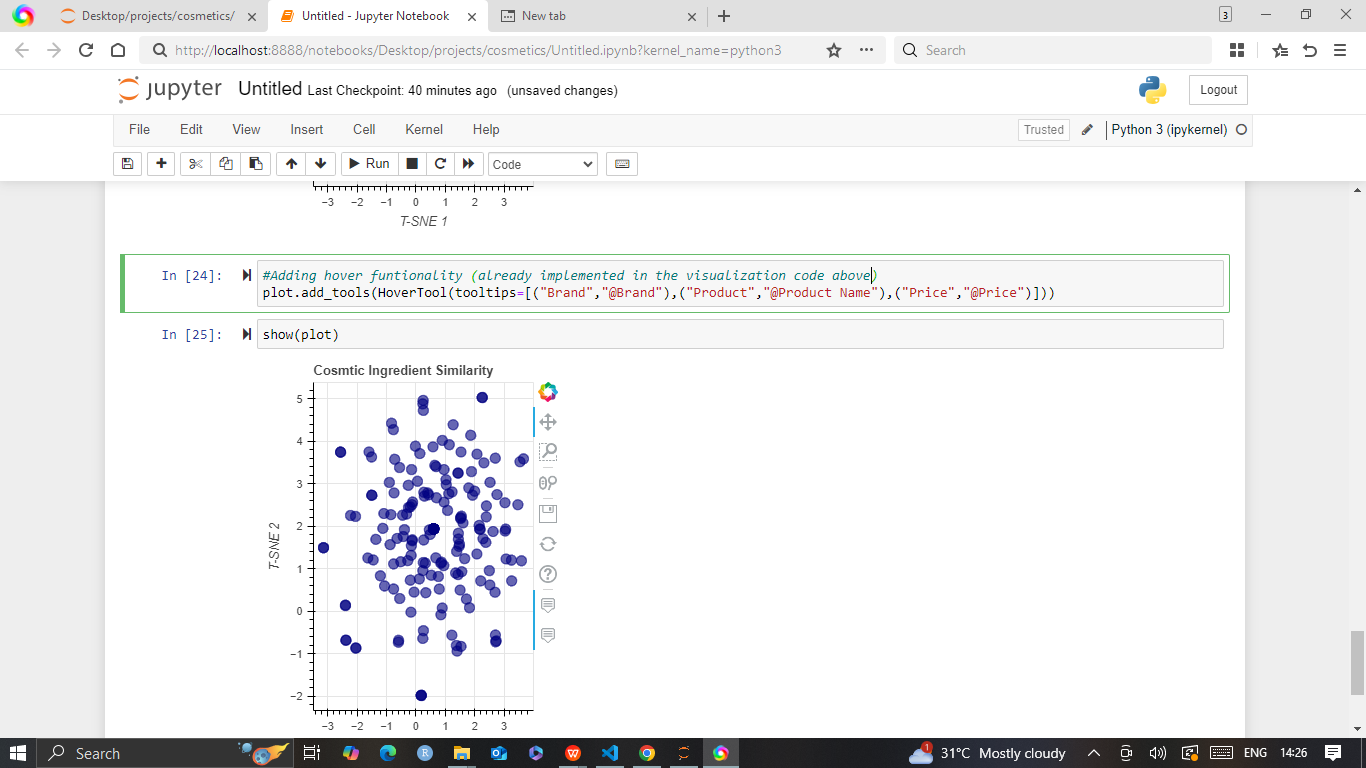 Desktop/projects/cosmetics/
Untitled - Jupyter Notebook
New tab
3
http://localhost:8888/notebooks/Desktop/projects/cosmetics/Untitled.ipynb?kernel_name=python3
Search
jupyter Untitled Last Checkpoint: 40 minutes ago (unsaved changes)
Logout
File Edit View Insert Cell Kernel Help
Trusted
Python 3 (ipykernel)
Run
Code
−3 −2 −1 0 1 2 3
T-SNE 1
In [24]: #Adding hover funtionality (already implemented in the visualization code above)
plot.add_tools(HoverTool(tooltips=[("Brand","@Brand"),("Product","@Product Name"),("Price","@Price")]))
In [25]: show(plot)
Cosmtic Ingredient Similarity
5
4
3
2
1
0
−1
−2
T-SNE 2
−3 −2 −1 0 1 2 3
Search
1
31°C Mostly cloudy
ENG
14:26